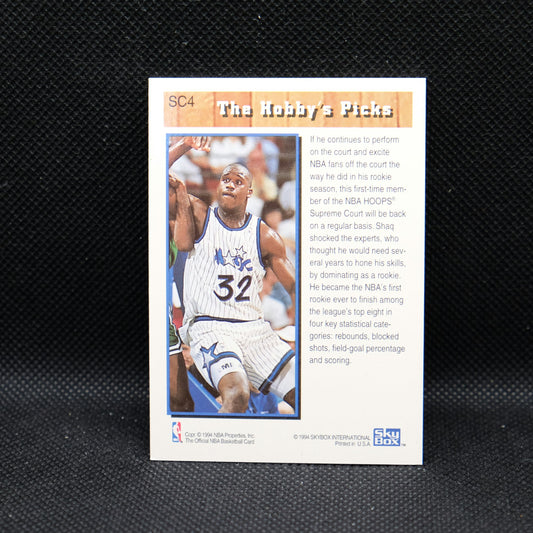 SC4
The Hobby's Picks
If he continues to perform
on the court and excite
NBA fans off the court the
way he did in his rookie
season, this first-time mem-
ber of the NBA HOOPS®
Supreme Court will be back
on a regular basis. Shaq
shocked the experts, who
thought he would need
several years to hone his skills,
by dominating as a rookie.
He became the NBA's first
rookie ever to finish among
the league's top eight in
four key statistical cate-
gories: rebounds, blocked
shots, field-goal percentage
and scoring.
32
Copr. © 1994 NBA Properties, Inc.
The Official NBA Basketball Card
© 1994 SKYBOX INTERNATIONAL
Printed in U.S.A.
SKY
BOX™